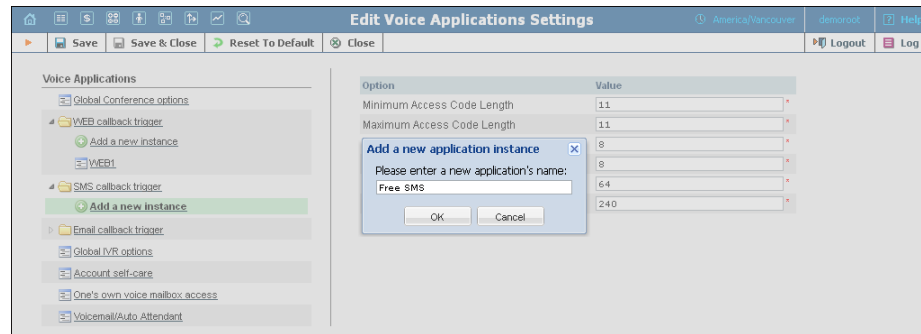 Edit Voice Applications Settings
America/Vancouver
demoroot
Help
Save
Save & Close
Reset To Default
Close
Logout
Log
Voice Applications
Global Conference options
WEB callback trigger
Add a new instance
WEB1
SMS callback trigger
Add a new instance
Email callback trigger
Global IVR options
Account self-care
One's own voice mailbox access
Voicemail/Auto Attendant
Option Value
Minimum Access Code Length 11 *
Maximum Access Code Length 11 *
8 *
8 *
64 *
240 *
Add a new application instance
Please enter a new application's name:
Free SMS
OK Cancel